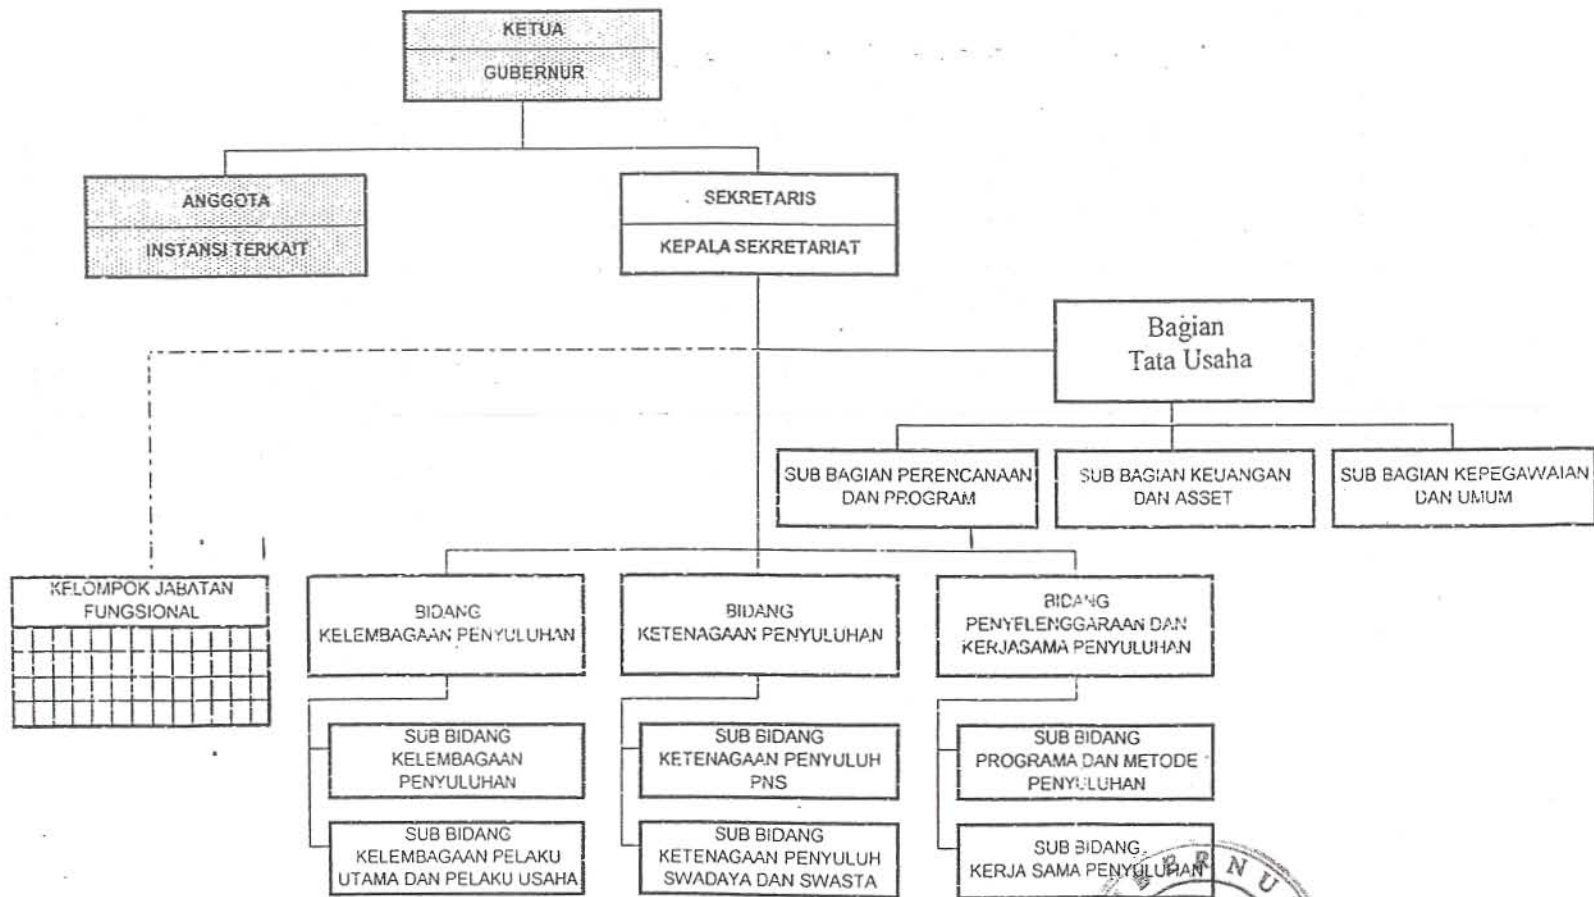 KETUA
GUBERNUR
ANGGOTA
INSTANSI TERKAIT
SEKRETARIS
KEPALA SEKRETARIAT
Bagian
Tata Usaha
SUB BAGIAN PERENCANAAN
DAN PROGRAM
SUB BAGIAN KEUANGAN
DAN ASSET
SUB BAGIAN KEPEGAWAIAN
DAN UMUM
KELOMPOK JABATAN
FUNGSIONAL
BIDANG
KELEMBAGAAN PENYULUHAN
BIDANG
KETENAGAAN PENYULUHAN
BIDANG
PENYELENGGARAAN DAN
KERJASAMA PENYULUHAN
SUB BIDANG
KELEMBAGAAN
PENYULUHAN
SUB BIDANG
KETENAGAAN PENYULUH
PNS
SUB BIDANG
PROGRAMA DAN METODE
PENYULUHAN
SUB BIDANG
KELEMBAGAAN PELAKU
UTAMA DAN PELAKU USAHA
SUB BIDANG
KETENAGAAN PENYULUH
SWADAYA DAN SWASTA
SUB BIDANG
KERJA SAMA PENYULUHAN